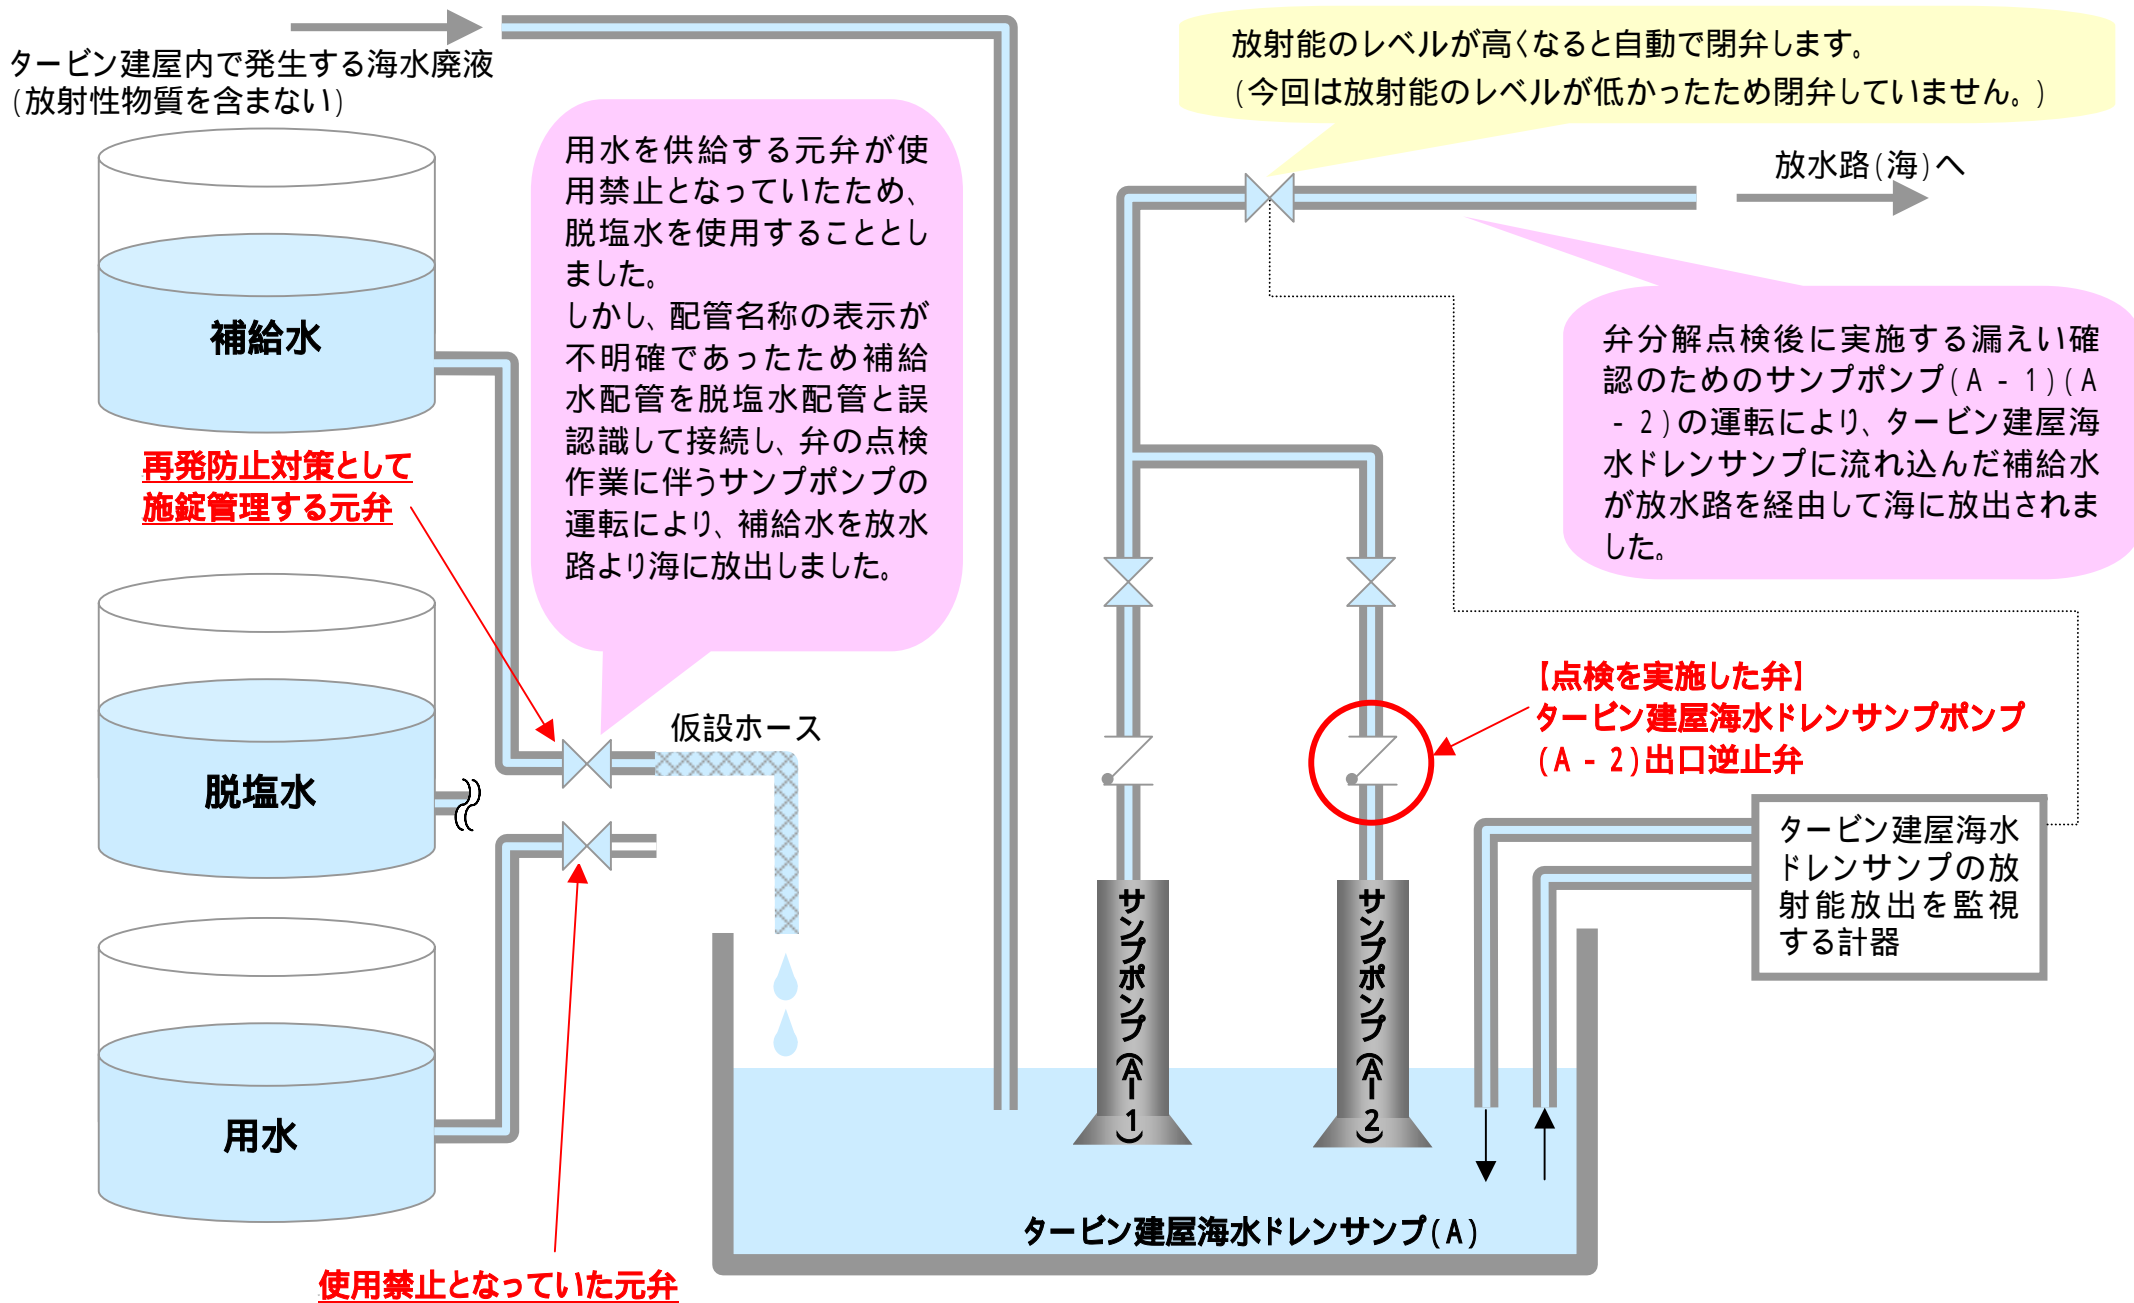 タービン建屋内で発生する海水廃液
(放射性物質を含まない)
放射能のレベルが高くなると自動で閉弁します。
(今回は放射能のレベルが低かったため閉弁していません。)
放水路(海)へ
用水を供給する元弁が使
用禁止となっていたため、
脱塩水を使用することとし
ました。
しかし、配管名称の表示が
不明確であったため補給
水配管を脱塩水配管と誤
認識して接続し、弁の点検
作業に伴うサンプポンプの
運転により、補給水を放水
路より海に放出しました。
弁分解点検後に実施する漏えい確
認のためのサンプポンプ(A-1)(A
-2)の運転により、タービン建屋海
水ドレンサンプに流れ込んだ補給水
が放水路を経由して海に放出されま
した。
補給水
再発防止対策として
施錠管理する元弁
脱塩水
仮設ホース
【点検を実施した弁】
タービン建屋海水ドレンサンプポンプ
(A-2)出口逆止弁
タービン建屋海水
ドレンサンプの放
射能放出を監視
する計器
サンプポンプ(A-1)
サンプポンプ(A-2)
用水
タービン建屋海水ドレンサンプ(A)
使用禁止となっていた元弁